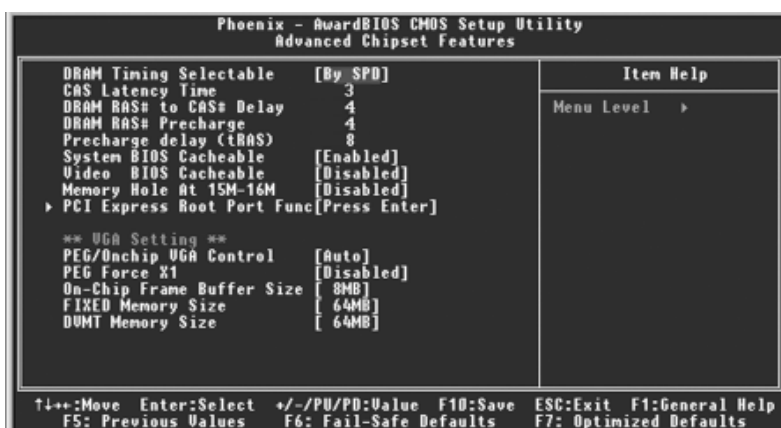 Phoenix - AwardBIOS CMOS Setup Utility
Advanced Chipset Features
DRAM Timing Selectable [By SPD]
CAS Latency Time 3
DRAM RAS# to CAS# Delay 4
DRAM RAS# Precharge 4
Precharge delay (tRAS) 8
System BIOS Cacheable [Enabled]
Video BIOS Cacheable [Disabled]
Memory Hole At 15M-16M [Disabled]
▸ PCI Express Root Port Func[Press Enter]
** VGA Setting **
PEG/Onchip VGA Control [Auto]
PEG Force X1 [Disabled]
On-Chip Frame Buffer Size [ 8MB]
FIXED Memory Size [ 64MB]
DVMT Memory Size [ 64MB]
Item Help
Menu Level ▸
↑↓→←:Move Enter:Select +/-/PU/PD:Value F10:Save ESC:Exit F1:General Help
F5: Previous Values F6: Fail-Safe Defaults F7: Optimized Defaults